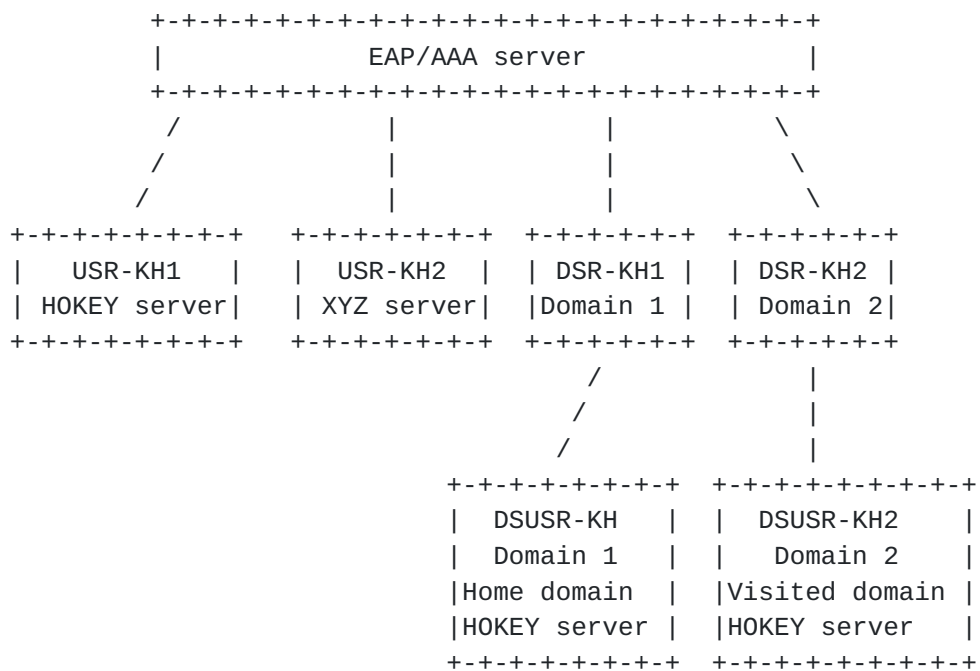 EAP/AAA server
USR-KH1 USR-KH2 DSR-KH1 DSR-KH2
HOKEY server XYZ server Domain 1 Domain 2
DSUSR-KH DSUSR-KH2
Domain 1 Domain 2
Home domain Visited domain
HOKEY server HOKEY server